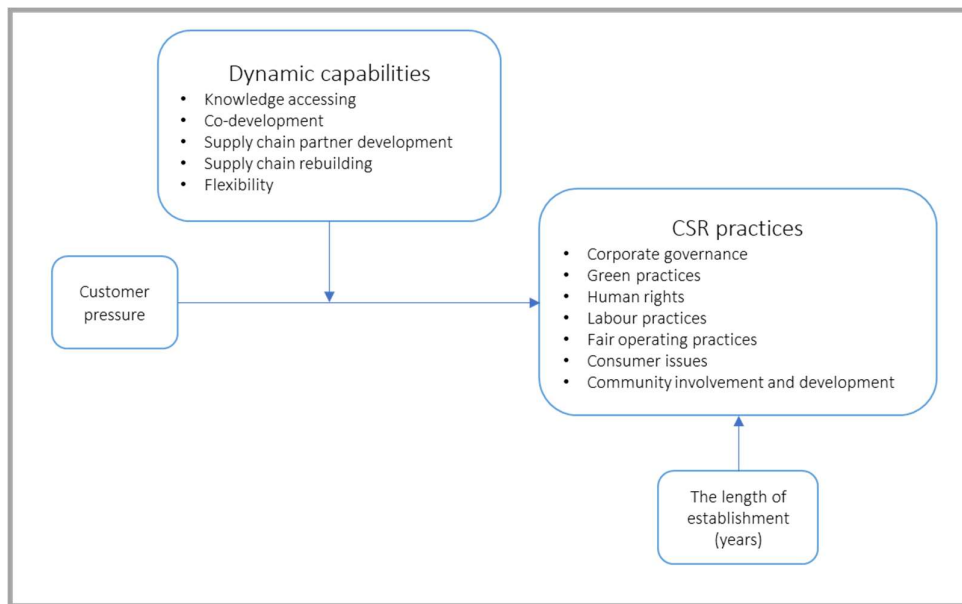 Dynamic capabilities
• Knowledge accessing
• Co-development
• Supply chain partner development
• Supply chain rebuilding
• Flexibility
Customer
pressure
CSR practices
• Corporate governance
• Green practices
• Human rights
• Labour practices
• Fair operating practices
• Consumer issues
• Community involvement and development
The length of
establishment
(years)